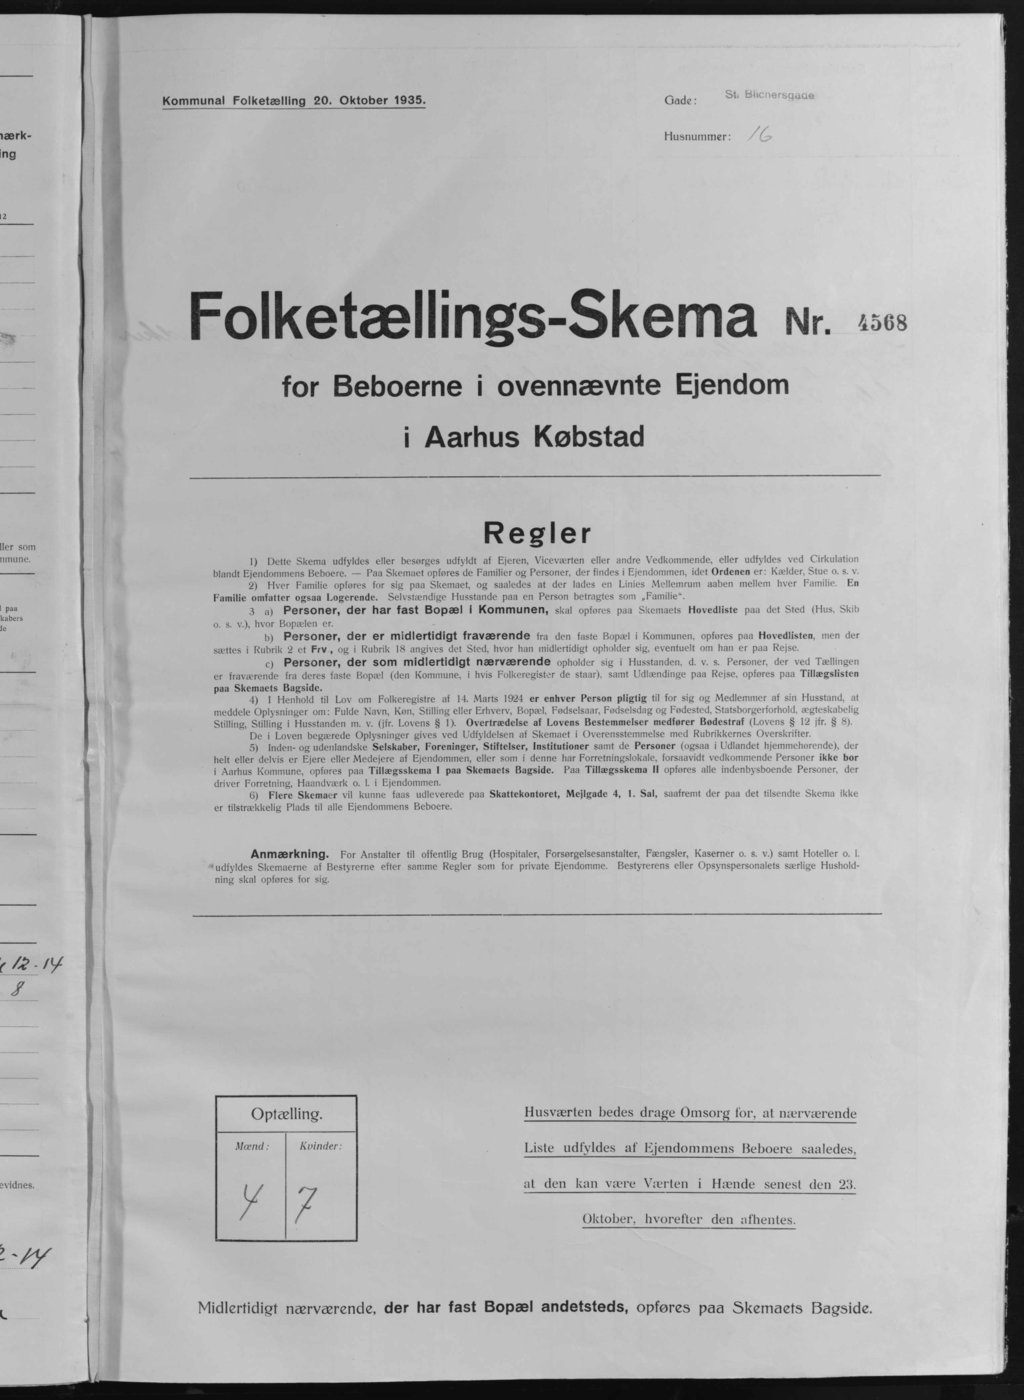 Kommunal Folketælling 20. Oktober 1935.
Gade: St. Blichersgade
Husnummer: 16
Folketællings-Skema Nr. 4568
for Beboerne i ovennævnte Ejendom
i Aarhus Købstad
Regler
1) Dette Skema udfyldes eller besørges udfyldt af Ejeren, Viceværten eller andre Vedkommende, eller udfyldes ved Cirkulation
blandt Ejendommens Beboere. — Paa Skemaet opføres de Familier og Personer, der findes i Ejendommen, idet Ordenen er: Kælder, Stue o. s. v.
2) Hver Familie opføres for sig paa Skemaet, og saaledes at der lades en Linies Mellemrum aaben mellem hver Familie. En
Familie omfatter ogsaa Logerende. Selvstændige Husstande paa en Person betragtes som „Familie“.
3 a) Personer, der har fast Bopæl i Kommunen, skal opføres paa Skemaets Hovedliste paa det Sted (Hus, Skib
o. s. v.), hvor Bopælen er.
b) Personer, der er midlertidigt fraværende fra den faste Bopæl i Kommunen, opføres paa Hovedlisten, men der
sættes i Rubrik 2 et Frv., og i Rubrik 18 angives det Sted, hvor han midlertidigt opholder sig, eventuelt om han er paa Rejse.
c) Personer, der som midlertidigt nærværende opholder sig i Husstanden, d. v. s. Personer, der ved Tællingen
er fraværende fra deres faste Bopæl (den Kommune, i hvis Folkeregister de staar), samt Udlændinge paa Rejse, opføres paa Tillægslisten
paa Skemaets Bagside.
4) I Henhold til Lov om Folkeregistre af 14. Marts 1924 er enhver Person pligtig til for sig og Medlemmer af sin Husstand, at
meddele Oplysninger om: Fulde Navn, Køn, Stilling eller Erhverv, Bopæl, Fødselsaar, Fødselsdag og Fødested, Statsborgerforhold, ægteskabelig
Stilling, Stilling i Husstanden m. v. (jfr. Lovens § 1). Overtrædelse af Lovens Bestemmelser medfører Bødestraf (Lovens § 12 jfr. § 8).
De i Loven begærede Oplysninger gives ved Udfyldelsen af Skemaet i Overensstemmelse med Rubrikkernes Overskrifter.
5) Inden- og udenlandske Selskaber, Foreninger, Stiftelser, Institutioner samt de Personer (ogsaa i Udlandet hjemmehørende), der
helt eller delvis er Ejere eller Medejere af Ejendommen, eller som i denne har Forretningslokale, forsaavidt vedkommende Personer ikke bor
i Aarhus Kommune, opføres paa Tillægsskema I paa Skemaets Bagside. Paa Tillægsskema II opføres alle indenbysboende Personer, der
driver Forretning, Haandværk o. l. i Ejendommen.
6) Flere Skemaer vil kunne faas udleverede paa Skattekontoret, Mejlgade 4, 1. Sal, saafremt der paa det tilsendte Skema ikke
er tilstrækkelig Plads til alle Ejendommens Beboere.
Anmærkning. For Anstalter til offentlig Brug (Hospitaler, Forsørgelsesanstalter, Fængsler, Kaserner o. s. v.) samt Hoteller o. l.
udfyldes Skemaerne af Bestyrerne efter samme Regler som for private Ejendomme. Bestyrerens eller Opsynspersonalets særlige Hushold-
ning skal opføres for sig.
Optælling.
Mænd: Kvinder:
4 7
Husværten bedes drage Omsorg for, at nærværende
Liste udfyldes af Ejendommens Beboere saaledes,
at den kan være Værten i Hænde senest den 23.
Oktober, hvorefter den afhentes.
Midlertidigt nærværende, der har fast Bopæl andetsteds, opføres paa Skemaets Bagside.
ærk-
ing
12
ller som
mmune.
l paa
kabers
de
12-14
8
evidnes.
2-14